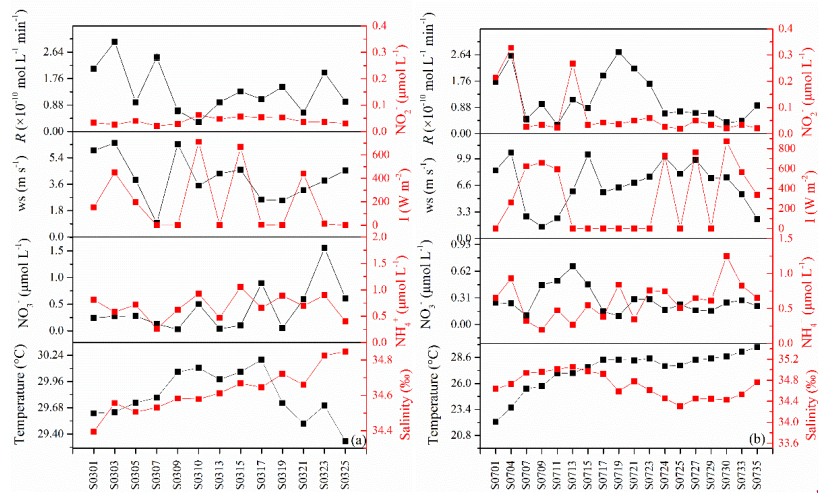 R (×10⁻¹⁰ mol L⁻¹ min⁻¹)
2.64
1.76
0.88
0.00
0.4
0.3
0.2
0.1
0.0
NO₂⁻ (μmol L⁻¹)
ws (m s⁻¹)
5.4
3.6
1.8
0.0
800
600
400
200
0
I (W m⁻²)
NO₃⁻ (μmol L⁻¹)
1.5
1.0
0.5
0.0
2.0
1.5
1.0
0.5
0.0
NH₄⁺ (μmol L⁻¹)
Temperature (°C)
30.24
29.96
29.68
29.40
34.8
34.6
34.4
Salinity (‰)
(a)
S0301
S0303
S0305
S0307
S0309
S0310
S0313
S0315
S0317
S0319
S0321
S0323
S0325
R (×10⁻¹⁰ mol L⁻¹ min⁻¹)
2.64
1.76
0.88
0.00
0.4
0.3
0.2
0.1
0.0
NO₂⁻ (μmol L⁻¹)
ws (m s⁻¹)
9.9
6.6
3.3
0.0
1000
800
600
400
200
0
I (W m⁻²)
NO₃⁻ (μmol L⁻¹)
0.93
0.62
0.31
0.00
1.5
1.0
0.5
0.0
NH₄⁺ (μmol L⁻¹)
Temperature (°C)
28.6
26.0
23.4
20.8
35.2
34.8
34.4
34.0
33.6
Salinity (‰)
(b)
S0701
S0704
S0707
S0709
S0711
S0713
S0715
S0717
S0719
S0721
S0723
S0724
S0725
S0727
S0729
S0730
S0733
S0735